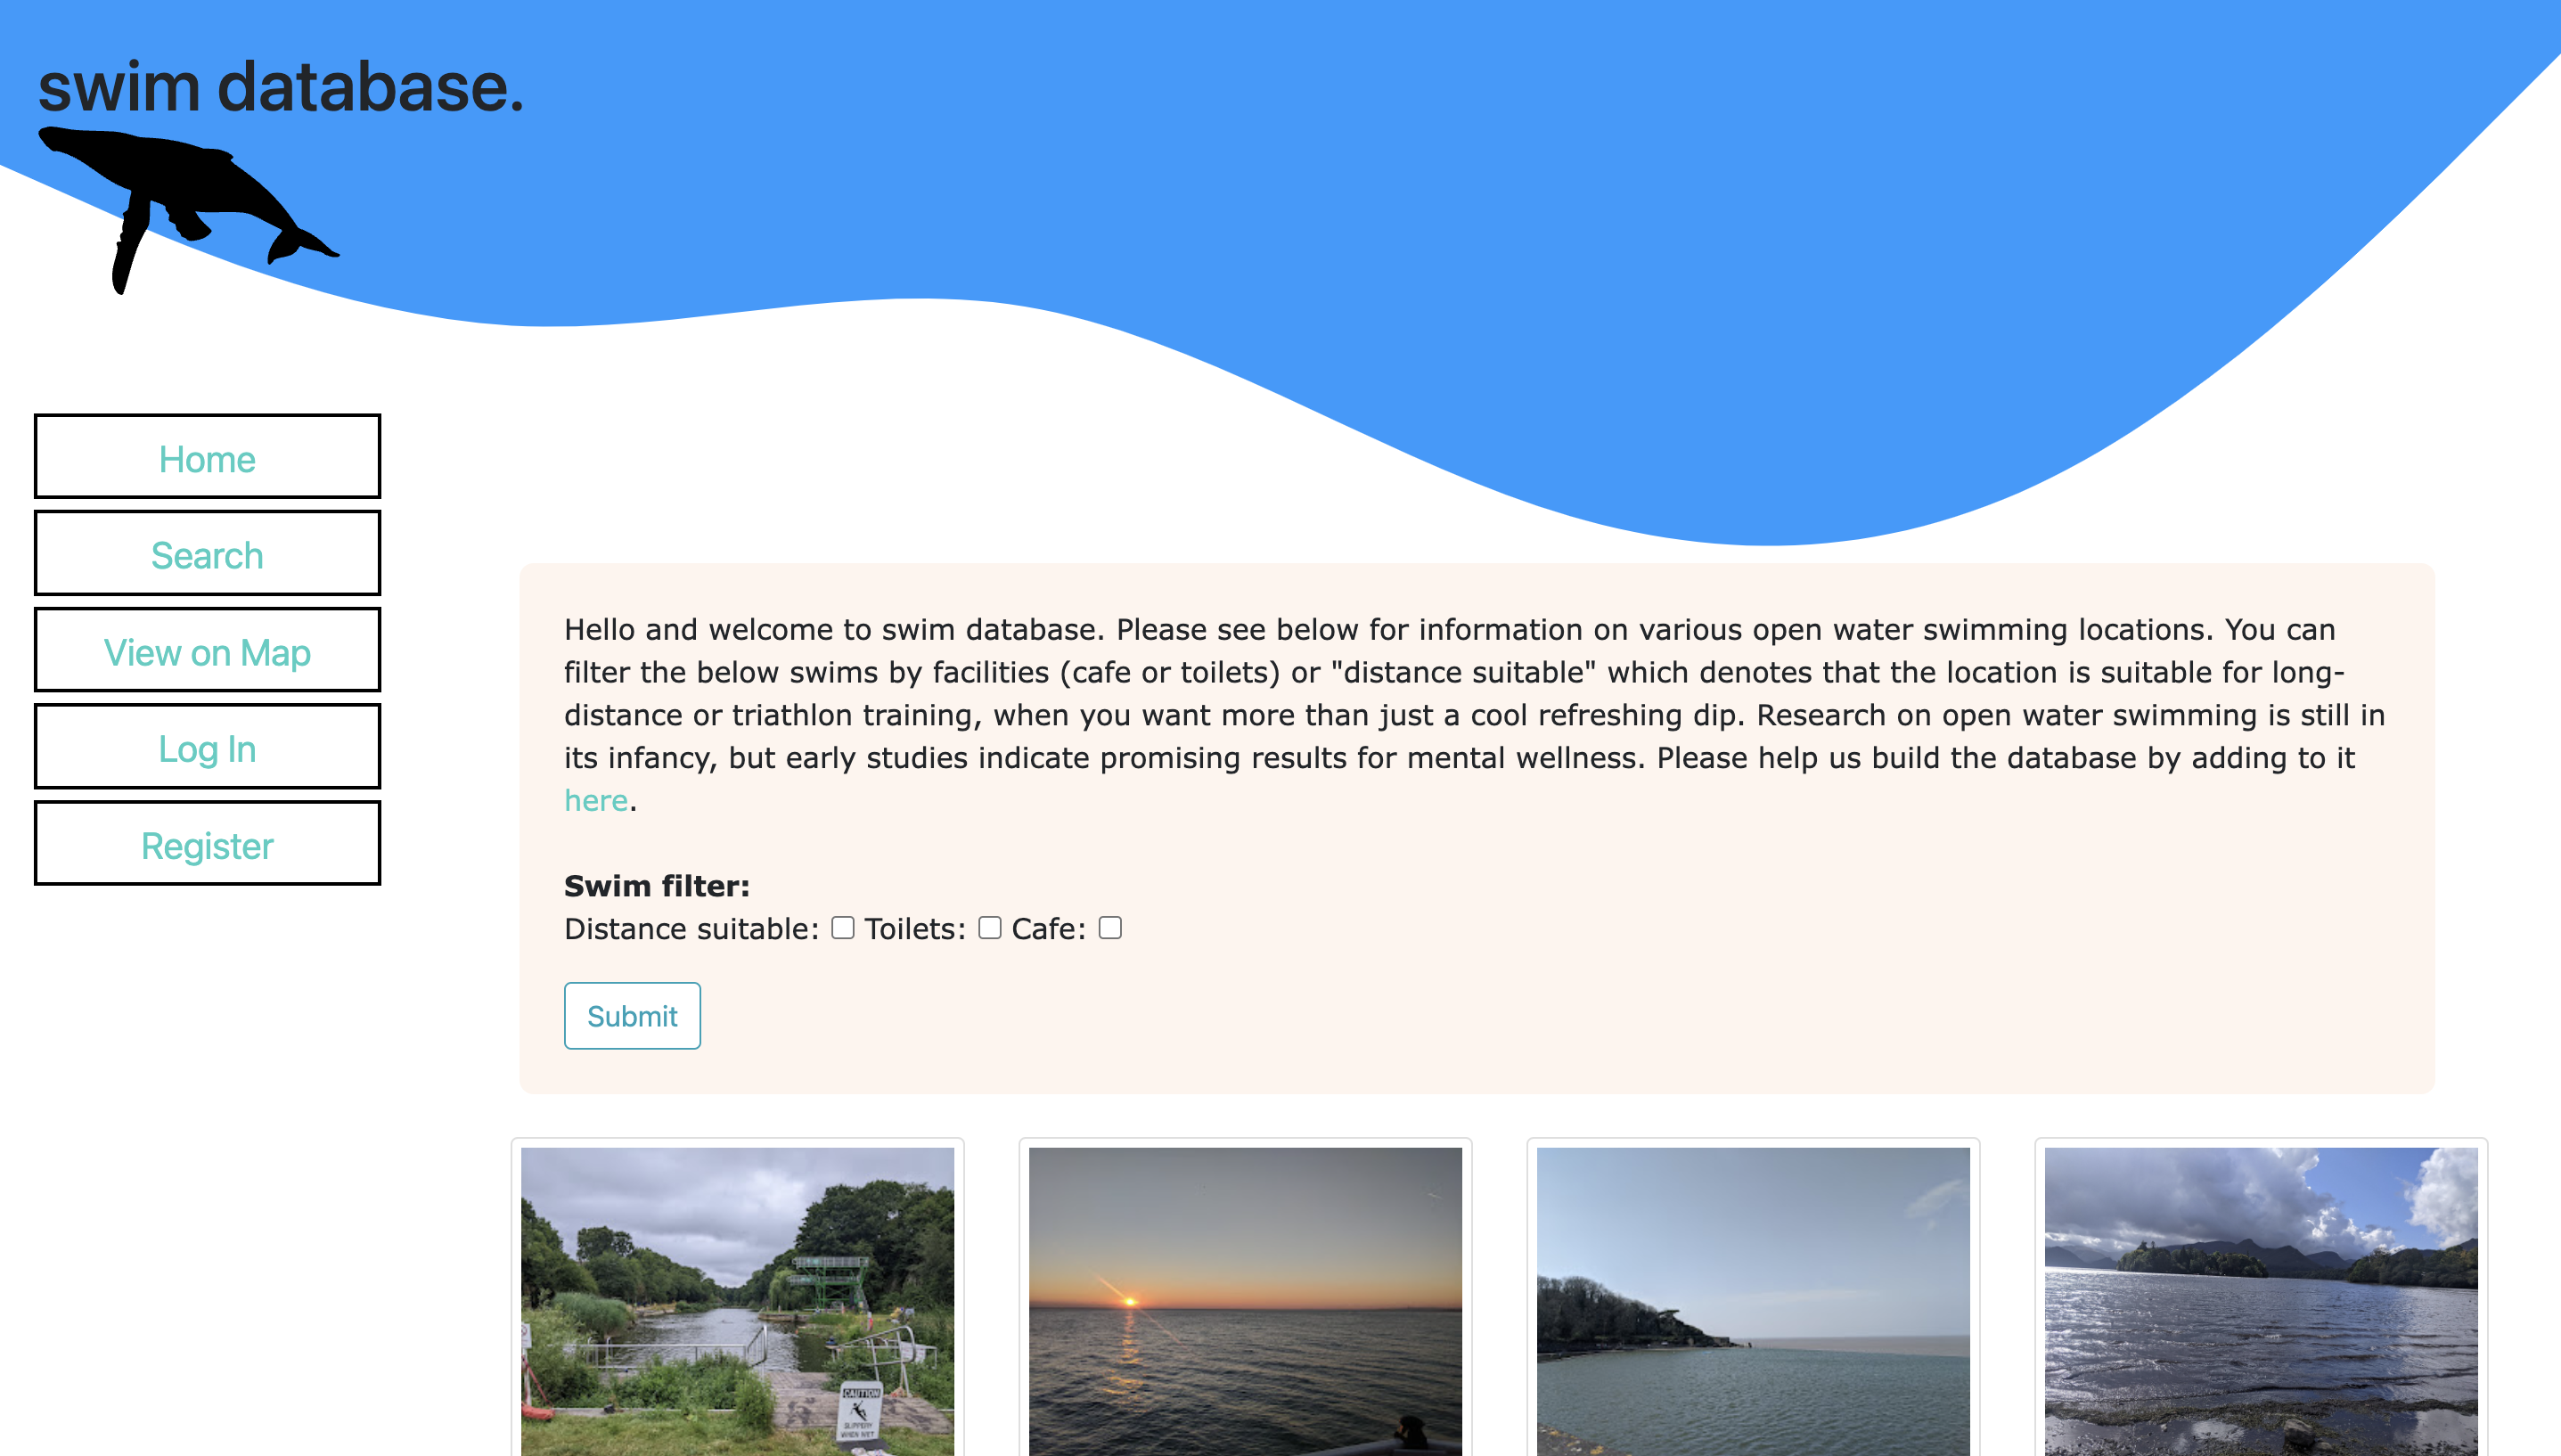 swim database.
Home
Search
View on Map
Log In
Register
Hello and welcome to swim database. Please see below for information on various open water swimming locations. You can
filter the below swims by facilities (cafe or toilets) or "distance suitable" which denotes that the location is suitable for long-
distance or triathlon training, when you want more than just a cool refreshing dip. Research on open water swimming is still in
its infancy, but early studies indicate promising results for mental wellness. Please help us build the database by adding to it
here.
Swim filter:
Distance suitable: Toilets: Cafe:
Submit
CAUTION
SLIPPERY
WHEN WET